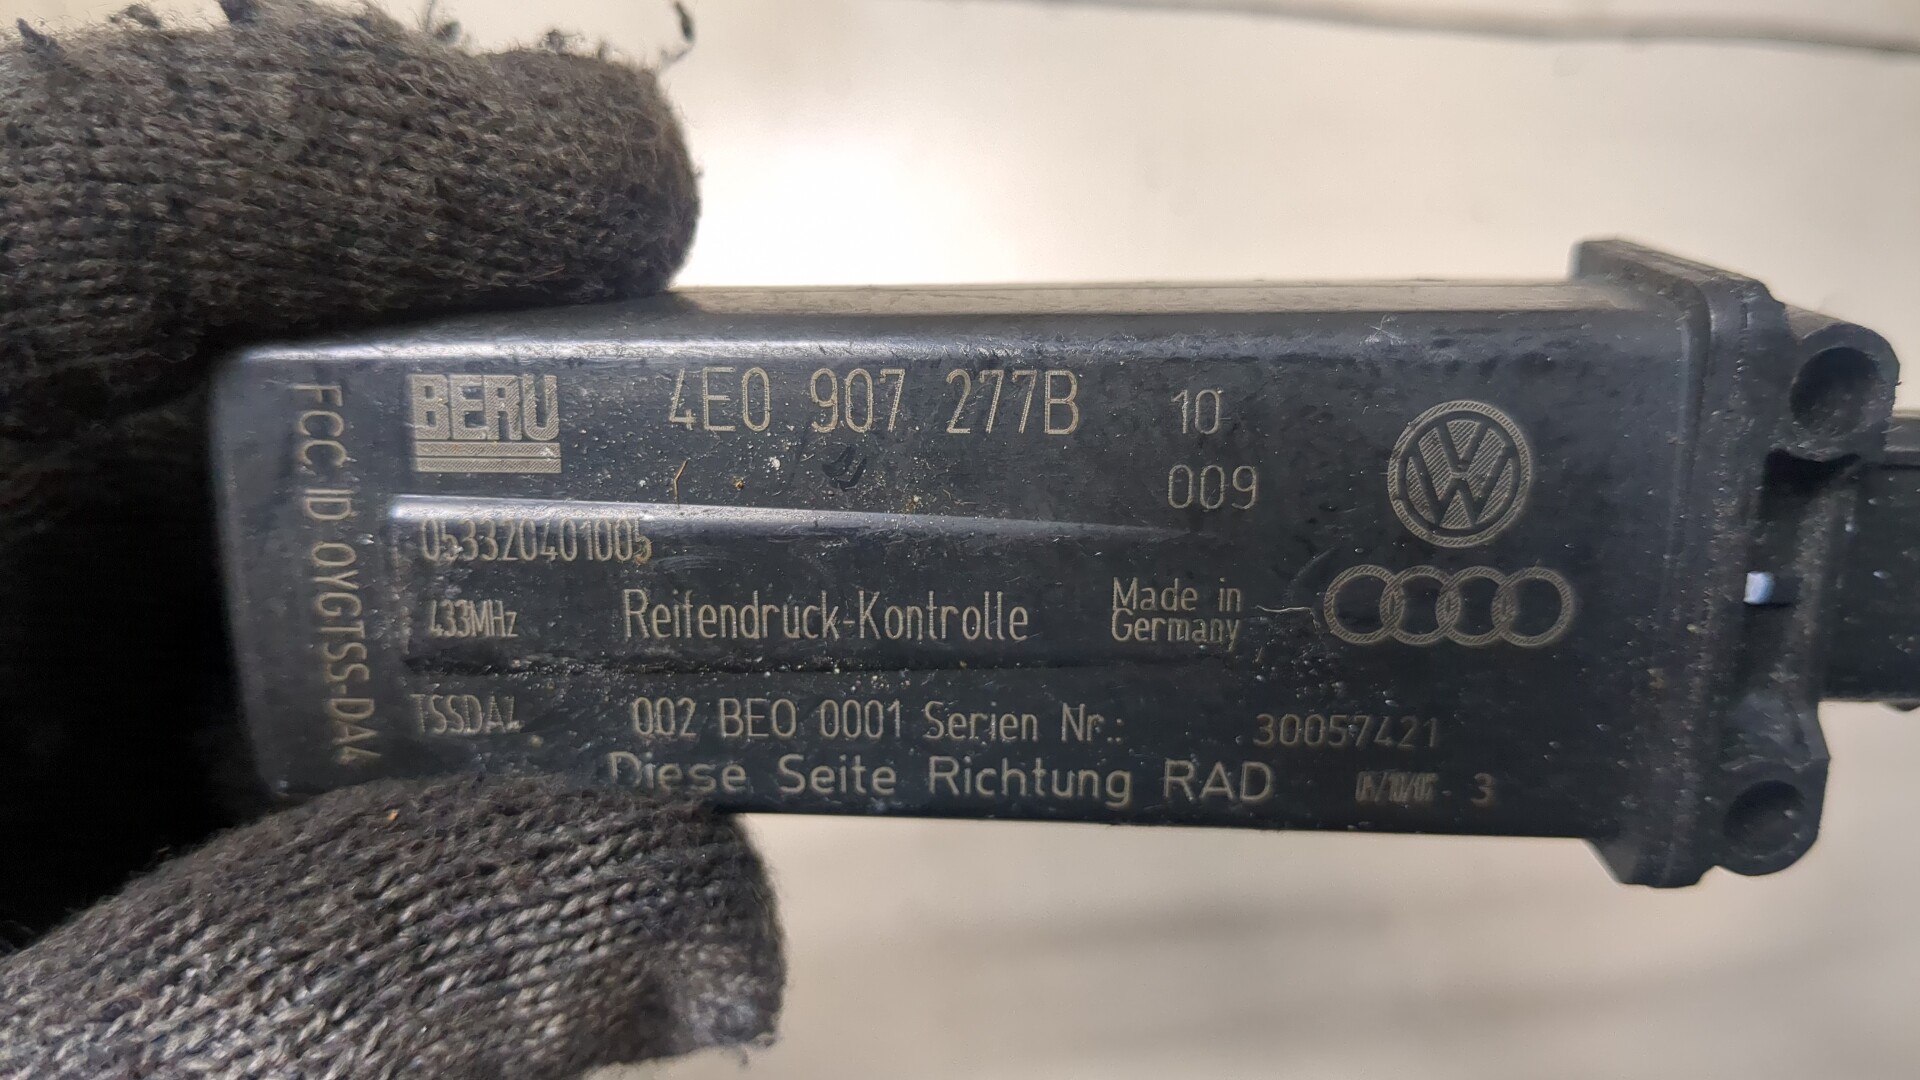 BERU
4E0 907 277B
10
009
053320401005
433MHz
Reifendruck-Kontrolle
Made in
Germany
TSSDA4
002 BEO 0001 Serien Nr.:
30057421
Diese Seite Richtung RAD
3
FCC. ID OYGTSS-DA4